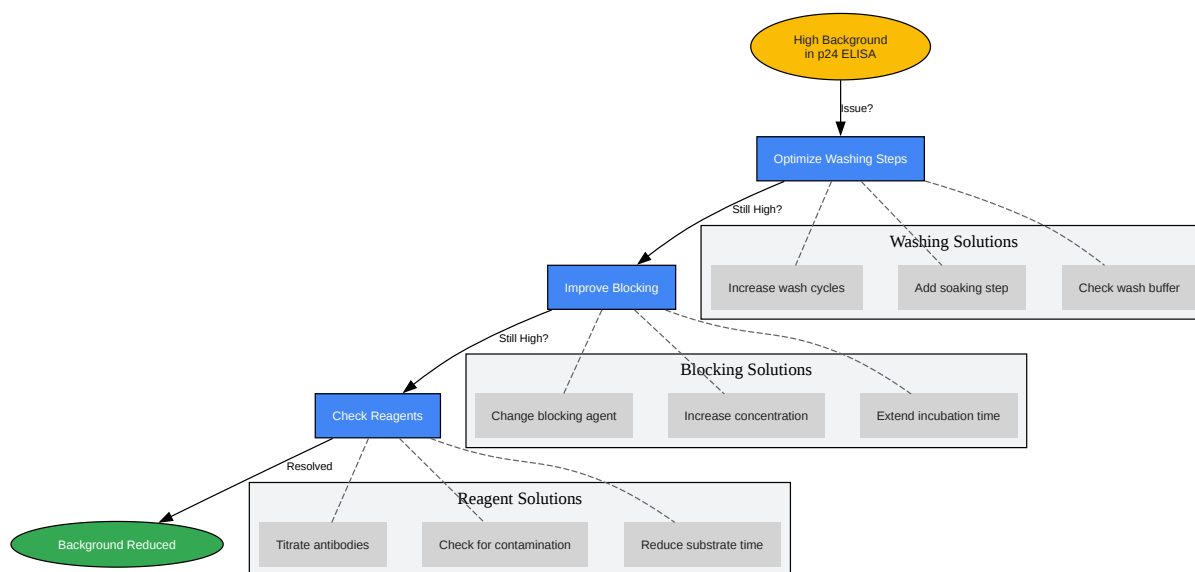 High Background
in p24 ELISA
Issue?
Optimize Washing Steps
Still High?
Washing Solutions
Increase wash cycles
Add soaking step
Check wash buffer
Improve Blocking
Still High?
Blocking Solutions
Change blocking agent
Increase concentration
Extend incubation time
Check Reagents
Resolved
Reagent Solutions
Titrate antibodies
Check for contamination
Reduce substrate time
Background Reduced